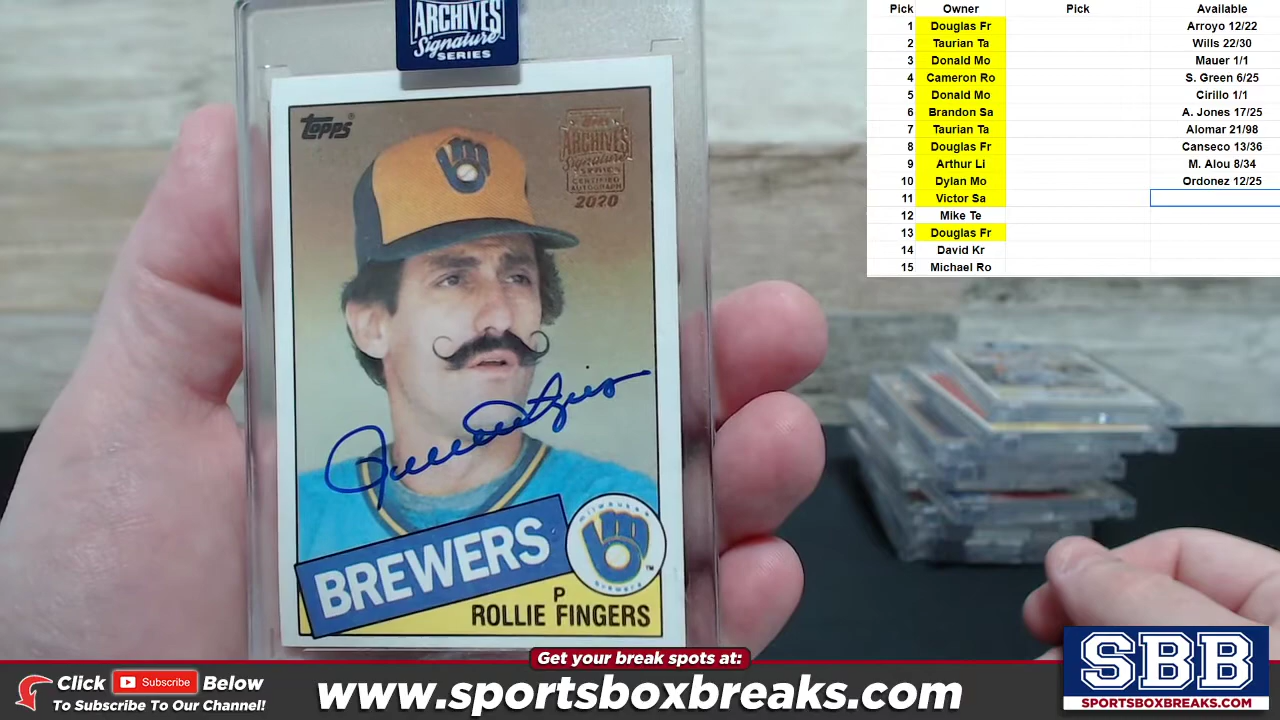 ARCHIVES
Signature
SERIES
topps
Topps
ARCHIVES
Signature
SERIES
CERTIFIED
AUTOGRAPH
2020
BREWERS
MILWAUKEE
BREWERS
P
ROLLIE FINGERS
Pick Owner Pick Available
1 Douglas Fr Arroyo 12/22
2 Taurian Ta Wills 22/30
3 Donald Mo Mauer 1/1
4 Cameron Ro S. Green 6/25
5 Donald Mo Cirillo 1/1
6 Brandon Sa A. Jones 17/25
7 Taurian Ta Alomar 21/98
8 Douglas Fr Canseco 13/36
9 Arthur Li M. Alou 8/34
10 Dylan Mo Ordonez 12/25
11 Victor Sa
12 Mike Te
13 Douglas Fr
14 David Kr
15 Michael Ro
Get your break spots at:
Click Subscribe Below
To Subscribe To Our Channel!
www.sportsboxbreaks.com
SBB
SPORTSBOXBREAKS.COM